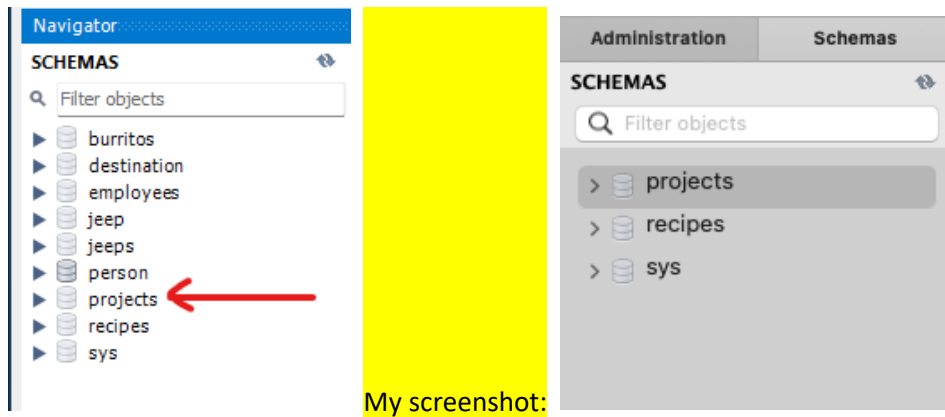 Navigator
SCHEMAS
Filter objects
burritos
destination
employees
jeep
jeeps
person
projects
recipes
sys
My screenshot:
Administration
Schemas
SCHEMAS
Filter objects
projects
recipes
sys